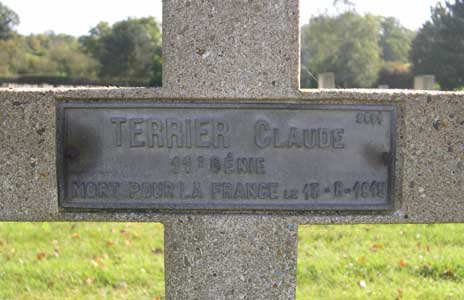 TERRIER CLAUDE
11E GÉNIE
MORT POUR LA FRANCE LE